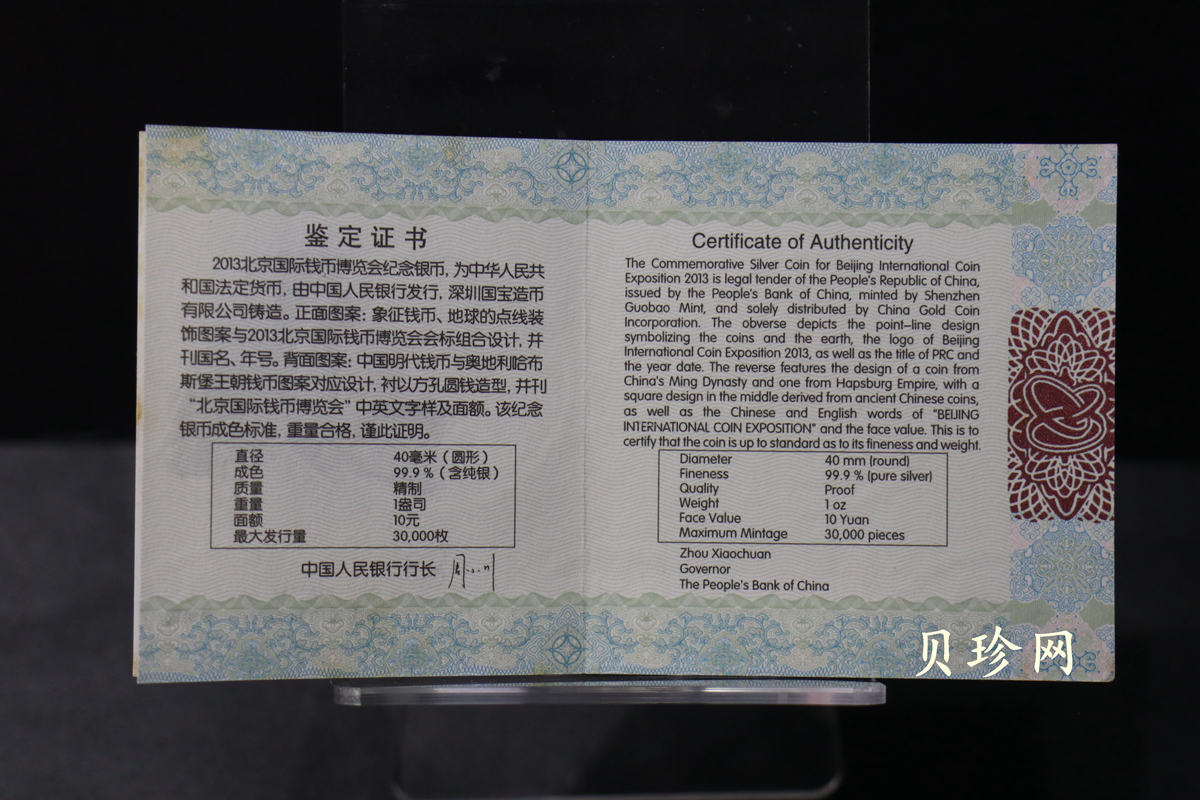 鉴定证书
2013北京国际钱币博览会纪念银币，为中华人民共
和国法定货币，由中国人民银行发行，深圳国宝造币
有限公司铸造。正面图案：象征钱币、地球的点线装
饰图案与2013北京国际钱币博览会会标组合设计，并
刊国名、年号。背面图案：中国明代钱币与奥地利哈布
斯堡王朝钱币图案对应设计，衬以方孔圆钱造型，并刊
“北京国际钱币博览会”中英文字样及面额。该纪念
银币成色标准，重量合格，谨此证明。
直径 40毫米（圆形）
成色 99.9%（含纯银）
质量 精制
重量 1盎司
面额 10元
最大发行量 30,000枚
中国人民银行行长
Certificate of Authenticity
The Commemorative Silver Coin for Beijing International Coin
Exposition 2013 is legal tender of the People's Republic of China,
issued by the People's Bank of China, minted by Shenzhen
Guobao Mint, and solely distributed by China Gold Coin
Incorporation. The obverse depicts the point-line design
symbolizing the coins and the earth, the logo of Beijing
International Coin Exposition 2013, as well as the title of PRC and
the year date. The reverse features the design of a coin from
China's Ming Dynasty and one from Hapsburg Empire, with a
square design in the middle derived from ancient Chinese coins,
as well as the Chinese and English words of "BEIJING
INTERNATIONAL COIN EXPOSITION" and the face value. This is to
certify that the coin is up to standard as to its fineness and weight.
Diameter 40 mm (round)
Fineness 99.9 % (pure silver)
Quality Proof
Weight 1 oz
Face Value 10 Yuan
Maximum Mintage 30,000 pieces
Zhou Xiaochuan
Governor
The People's Bank of China
贝珍网